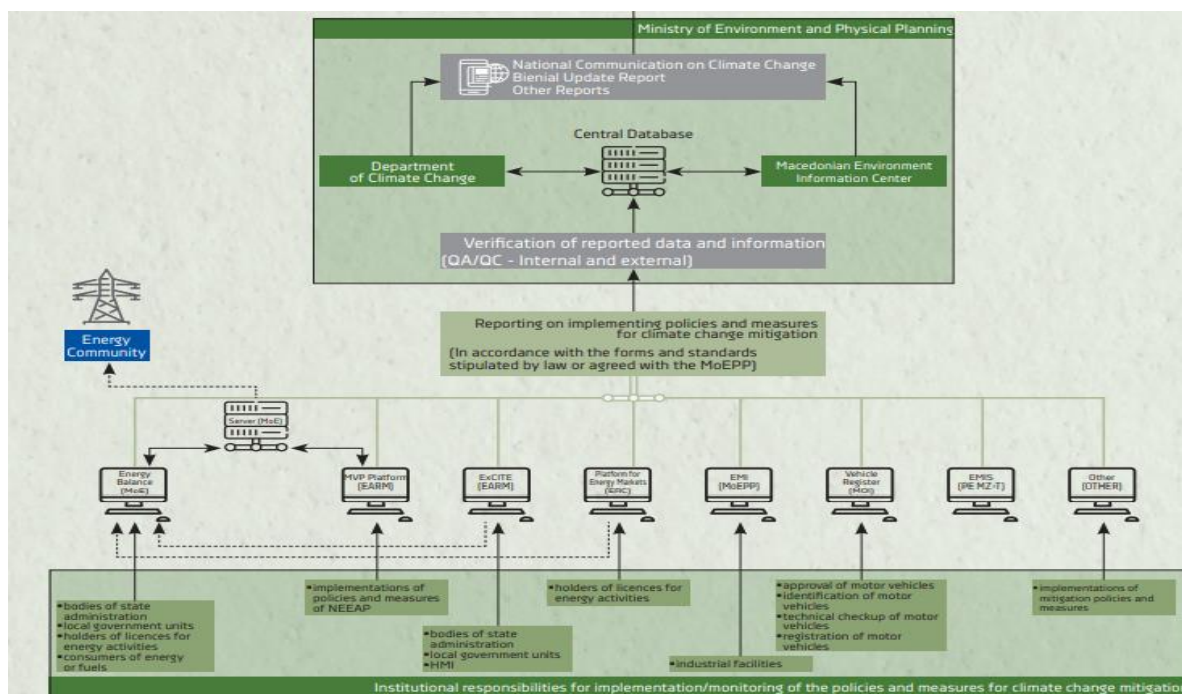 Ministry of Environment and Physical Planning
National Communication on Climate Change
Bienial Update Report
Other Reports
Central Database
Department
of Climate Change
Macedonian Environment
Information Center
Verification of reported data and information
(QA/QC - Internal and external)
Energy
Community
Reporting on implementing policies and measures
for climate change mitigation
(In accordance with the forms and standards
stipulated by law or agreed with the MoEPP)
Server (MoE)
Energy
Balance
(MoE)
MVP Platform
(EARM)
ExCITE
(EARM)
Platform for
Energy Markets
(ERC)
EMI
(MoEPP)
Vehicle
Register
(MOI)
EMIS
(PE MZ-T)
Other
(OTHER)
▪bodies of state
administration
▪local government units
▪holders of licences for
energy activities
▪consumers of energy
or fuels
▪implementations of
policies and measures
of NEEAP
▪bodies of state
administration
▪local government units
▪HMI
▪holders of licences for
energy activities
▪industrial facilities
▪approval of motor vehicles
▪identification of motor
vehicles
▪technical checkup of motor
vehicles
▪registration of motor
vehicles
▪implementations of
mitigation policies and
measures
Institutional responsibilities for implementation/monitoring of the policies and measures for climate change mitigation